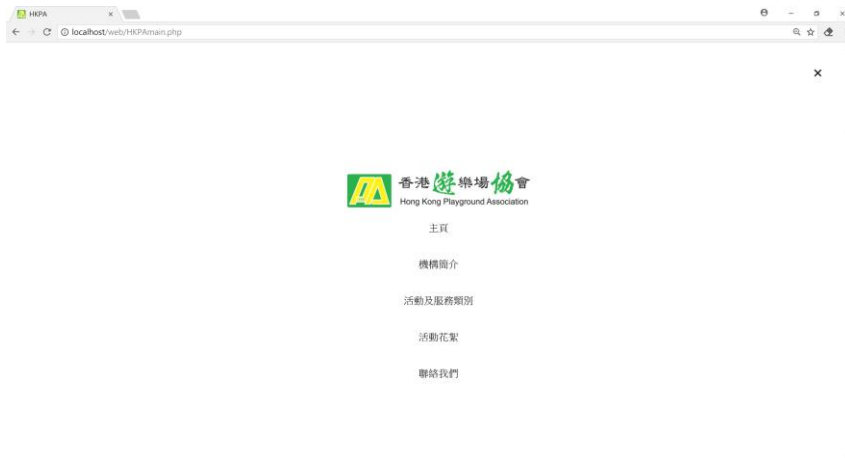 HKPA
localhost/web/HKPAmain.php
香港遊樂場協會
Hong Kong Playground Association
主頁
機構簡介
活動及服務類別
活動花絮
聯絡我們